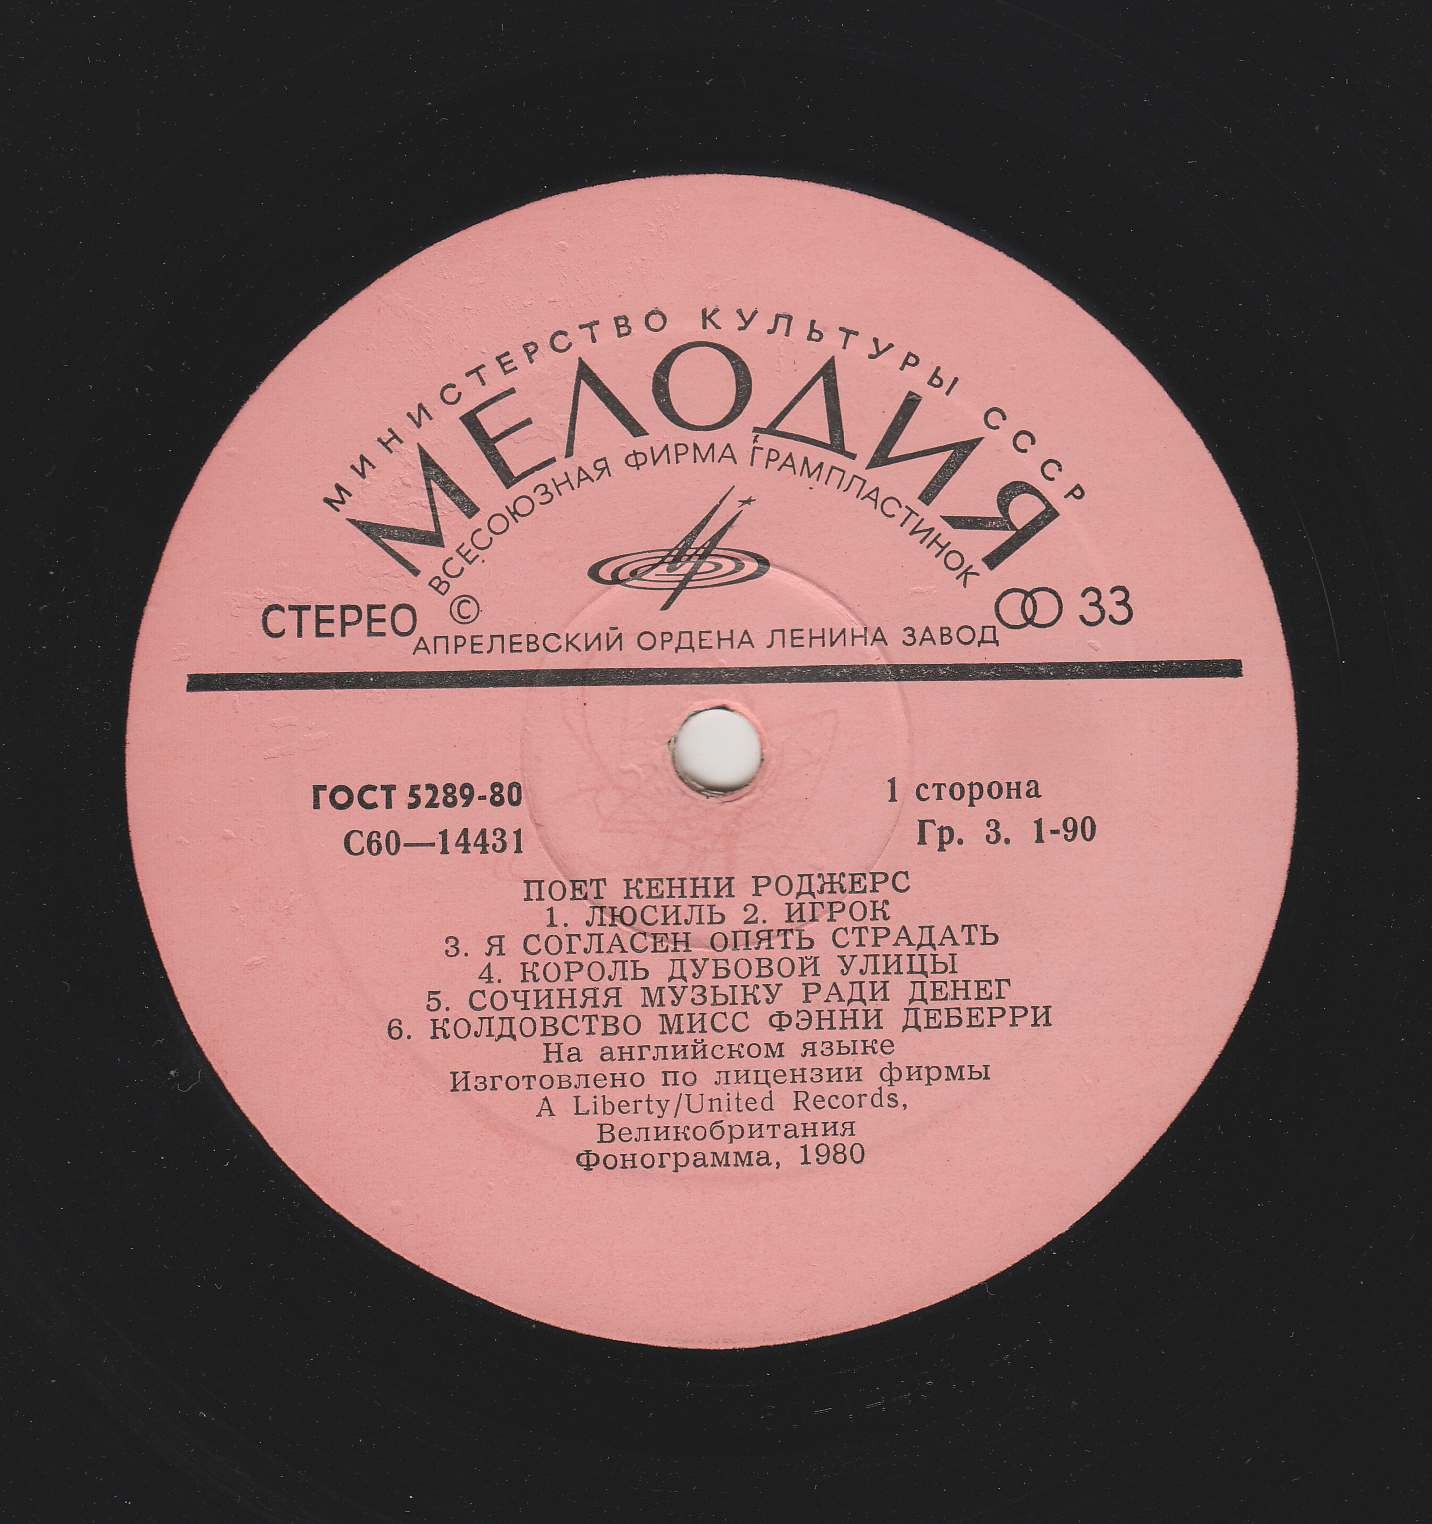 МИНИСТЕРСТВО КУЛЬТУРЫ СССР
МЕЛОДИЯ
ВСЕСОЮЗНАЯ ФИРМА ГРАМПЛАСТИНОК
СТЕРЕО © 33
АПРЕЛЕВСКИЙ ОРДЕНА ЛЕНИНА ЗАВОД
ГОСТ 5289-80 1 сторона
С60—14431 Гр. 3. 1-90
ПОЕТ КЕННИ РОДЖЕРС
1. ЛЮСИЛЬ 2. ИГРОК
3. Я СОГЛАСЕН ОПЯТЬ СТРАДАТЬ
4. КОРОЛЬ ДУБОВОЙ УЛИЦЫ
5. СОЧИНЯЯ МУЗЫКУ РАДИ ДЕНЕГ
6. КОЛДОВСТВО МИСС ФЭННИ ДЕБЕРРИ
На английском языке
Изготовлено по лицензии фирмы
A Liberty/United Records,
Великобритания
Фонограмма, 1980